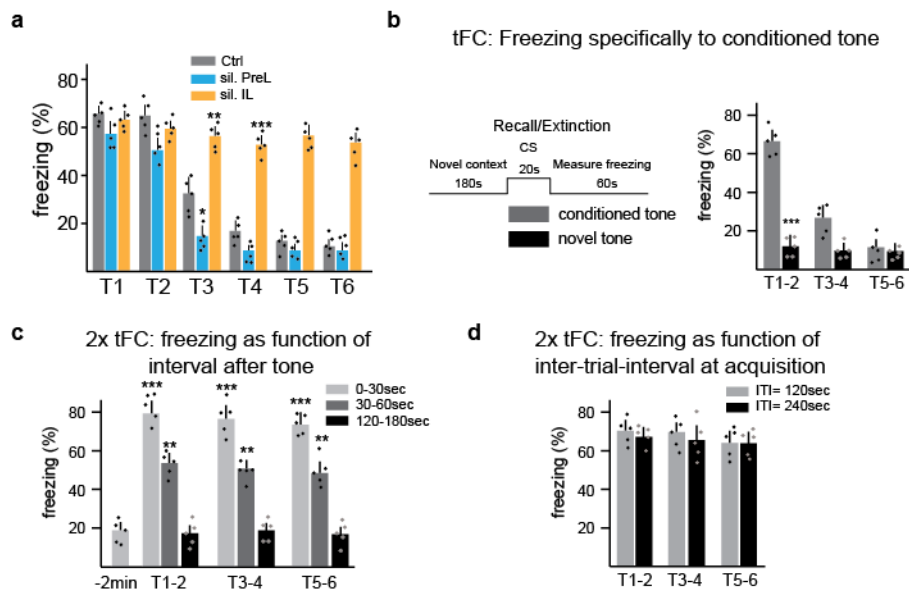 a
Ctrl
sil. PreL
sil. IL
freezing (%)
80
60
40
20
**
***
*
T1 T2 T3 T4 T5 T6
b
tFC: Freezing specifically to conditioned tone
Recall/Extinction
CS
Novel context 20s Measure freezing
180s 60s
conditioned tone
novel tone
freezing (%)
80
60
40
20
***
T1-2 T3-4 T5-6
c
2x tFC: freezing as function of
interval after tone
0-30sec
30-60sec
120-180sec
freezing (%)
80
60
40
20
*** *** ***
** ** **
-2min T1-2 T3-4 T5-6
d
2x tFC: freezing as function of
inter-trial-interval at acquisition
ITI= 120sec
ITI= 240sec
freezing (%)
80
60
40
20
T1-2 T3-4 T5-6